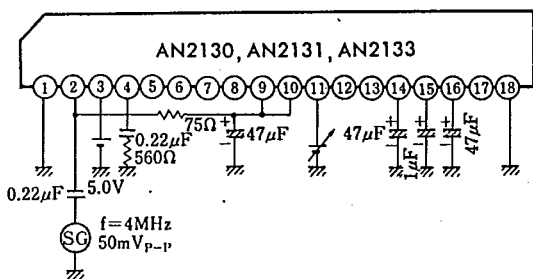 AN2130, AN2131, AN2133
1 2 3 4 5 6 7 8 9 10 11 12 13 14 15 16 17 18
75Ω
0.22μF
560Ω
+
−
47μF
47μF
+
−
1μF
+
−
+
−
47μF
0.22μF
5.0V
SG
f=4MHz
50mVP-P